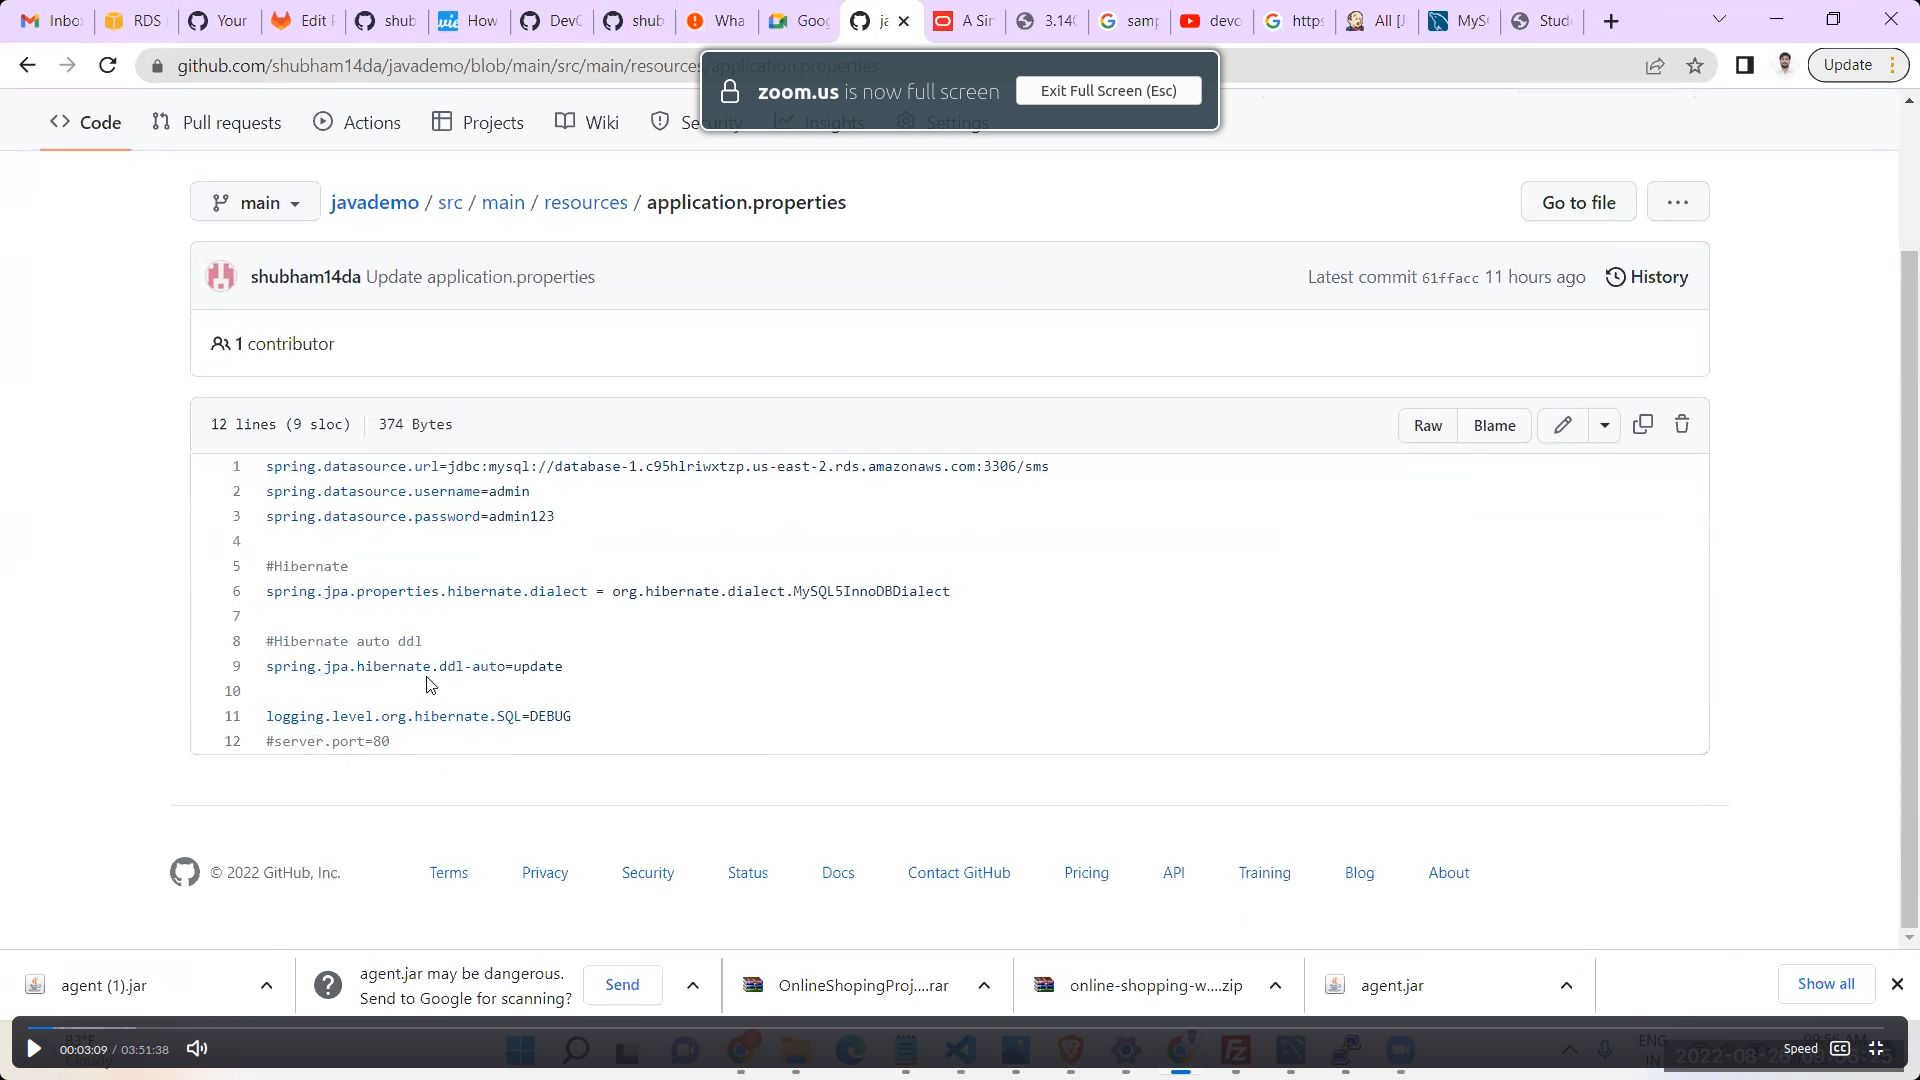 Inbo
RDS
Your
Edit
shub
How
DevO
shub
Wha
Goo
ja
A Sir
3.140
samp
devo
https
All [J
MySQ
Stud
github.com/shubham14da/javademo/blob/main/src/main/resources/application.properties
Update
zoom.us is now full screen
Exit Full Screen (Esc)
Code
Pull requests
Actions
Projects
Wiki
Security
Insights
Settings
main
javademo / src / main / resources / application.properties
Go to file
shubham14da Update application.properties
Latest commit 61ffacc 11 hours ago
History
1 contributor
12 lines (9 sloc)
374 Bytes
Raw
Blame
1 spring.datasource.url=jdbc:mysql://database-1.c95hlriwxtzp.us-east-2.rds.amazonaws.com:3306/sms
2 spring.datasource.username=admin
3 spring.datasource.password=admin123
4
5 #Hibernate
6 spring.jpa.properties.hibernate.dialect = org.hibernate.dialect.MySQL5InnoDBDialect
7
8 #Hibernate auto ddl
9 spring.jpa.hibernate.ddl-auto=update
10
11 logging.level.org.hibernate.SQL=DEBUG
12 #server.port=80
© 2022 GitHub, Inc.
Terms
Privacy
Security
Status
Docs
Contact GitHub
Pricing
API
Training
Blog
About
agent (1).jar
agent.jar may be dangerous.
Send to Google for scanning?
Send
OnlineShopingProj....rar
online-shopping-w....zip
agent.jar
Show all
83°F
00:03:09 / 03:51:38
ENG
IN
Speed
CC